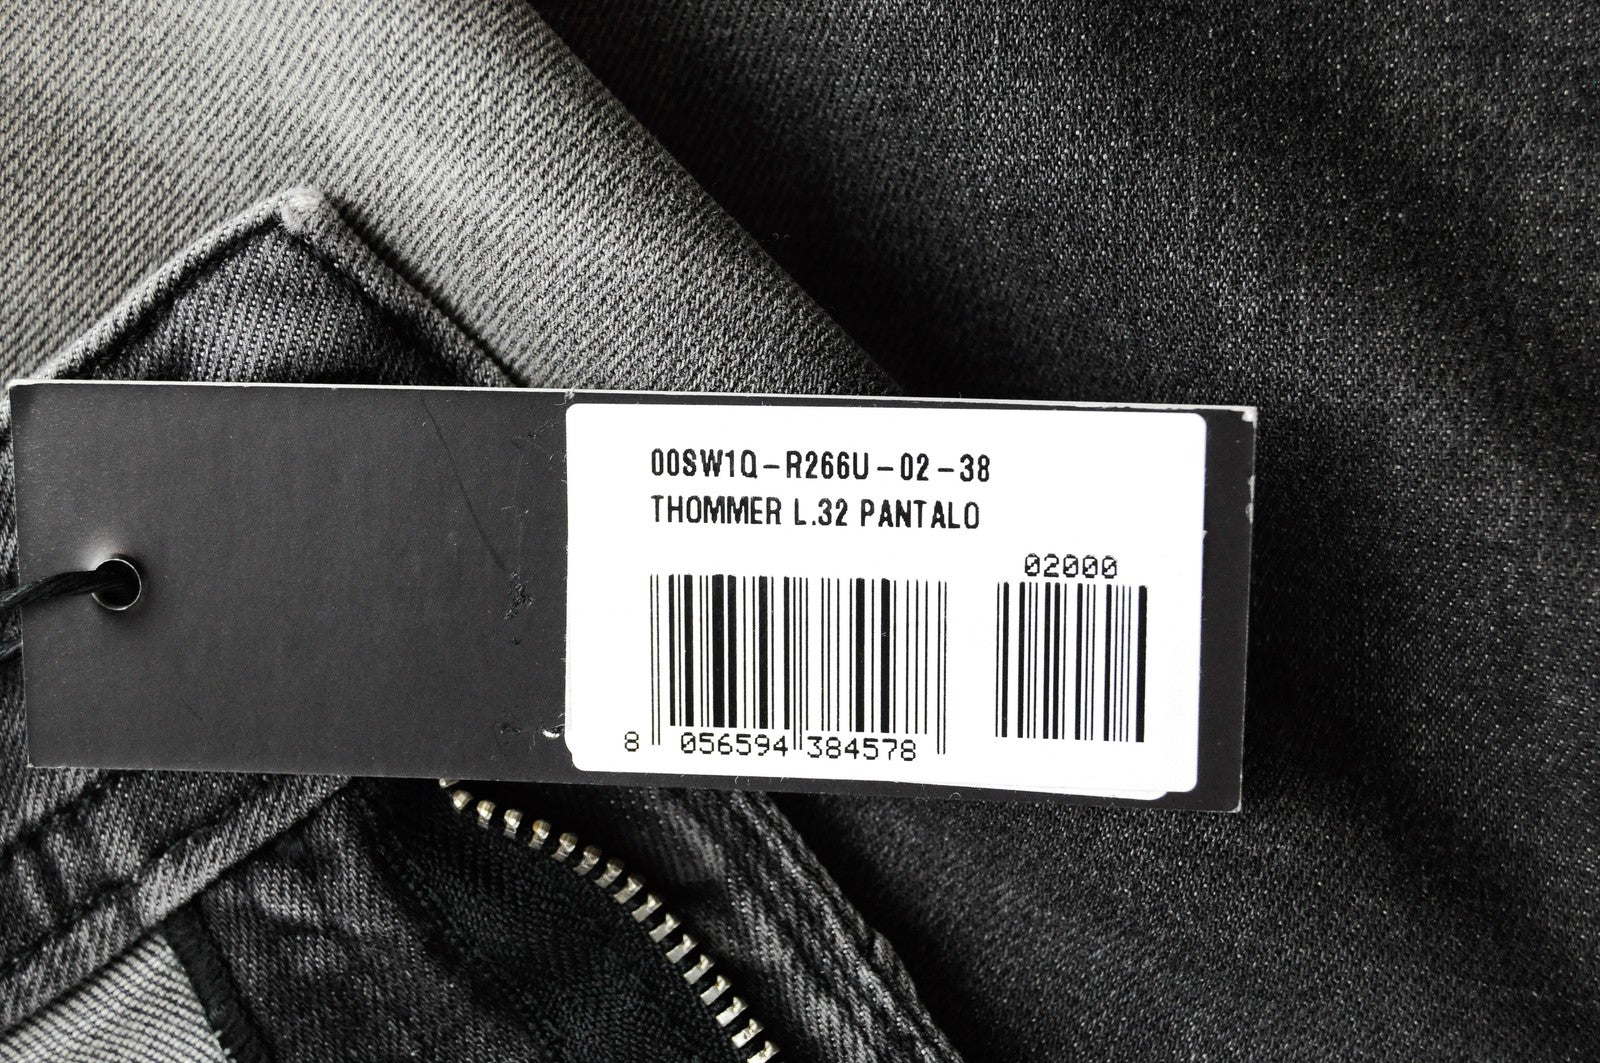 00SW1Q-R266U-02-38
THOMMER L.32 PANTALO
02000
8 056594 384578